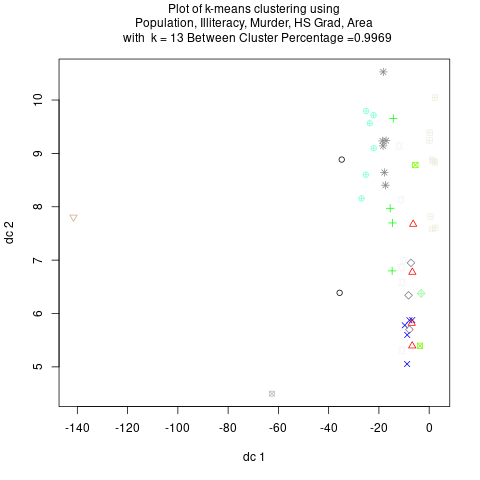 Plot of k-means clustering using
Population, Illiteracy, Murder, HS Grad, Area
with k = 13 Between Cluster Percentage =0.9969
10
9
8
7
6
5
dc 2
-140
-120
-100
-80
-60
-40
-20
0
dc 1